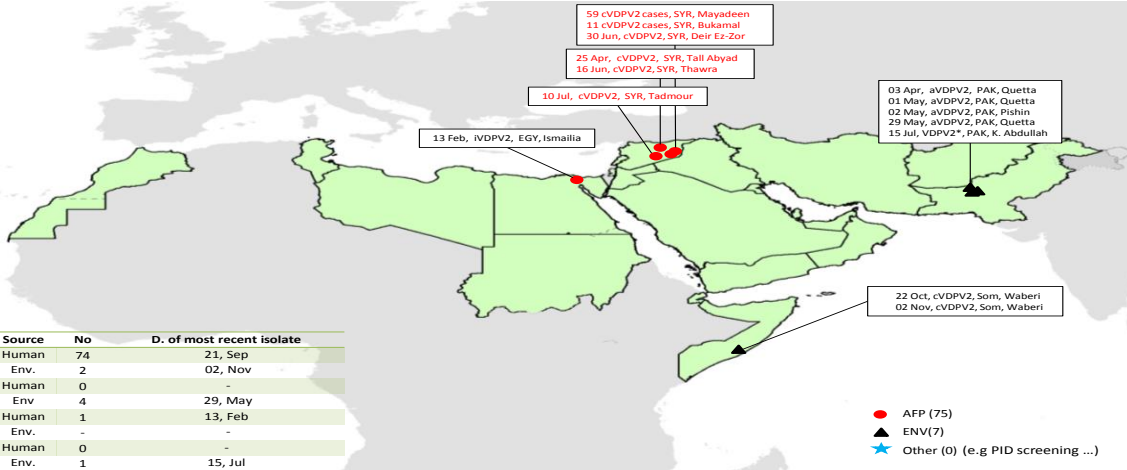 59 cVDPV2 cases, SYR, Mayadeen
11 cVDPV2 cases, SYR, Bukamal
30 Jun, cVDPV2, SYR, Deir Ez-Zor
25 Apr, cVDPV2, SYR, Tall Abyad
16 Jun, cVDPV2, SYR, Thawra
10 Jul, cVDPV2, SYR, Tadmour
13 Feb, iVDPV2, EGY, Ismailia
03 Apr, aVDPV2, PAK, Quetta
01 May, aVDPV2, PAK, Quetta
02 May, aVDPV2, PAK, Pishin
29 May, aVDPV2, PAK, Quetta
15 Jul, VDPV2*, PAK, K. Abdullah
22 Oct, cVDPV2, Som, Waberi
02 Nov, cVDPV2, Som, Waberi
Source No D. of most recent isolate
Human 74 21, Sep
Env. 2 02, Nov
Human 0 -
Env 4 29, May
Human 1 13, Feb
Env. - -
Human 0 -
Env. 1 15, Jul
AFP (75)
ENV(7)
Other (0) (e.g PID screening ...)